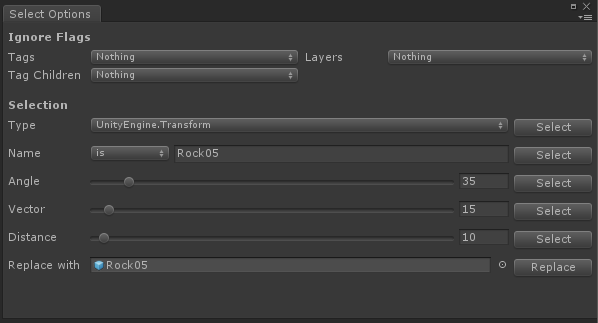 Select Options
Ignore Flags
Tags Nothing Layers Nothing
Tag Children Nothing
Selection
Type UnityEngine.Transform Select
Name is Rock05 Select
Angle 35 Select
Vector 15 Select
Distance 10 Select
Replace with Rock05 Replace